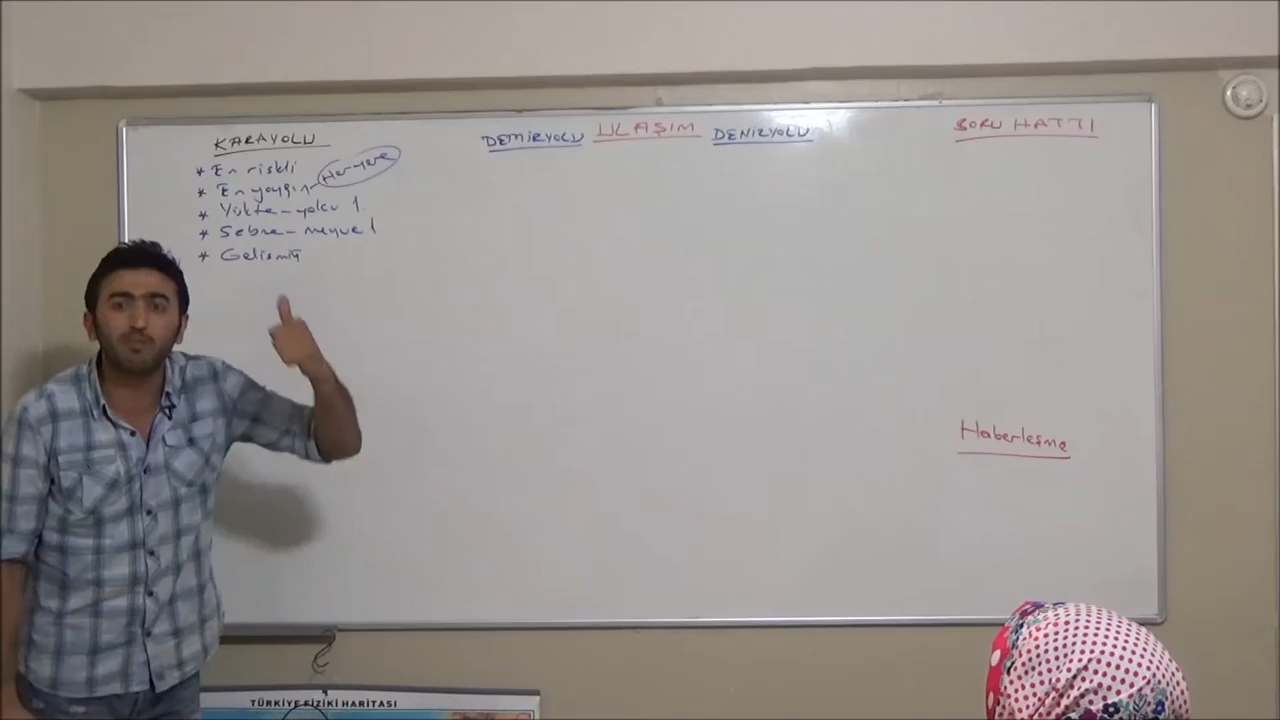 ULAŞIM
KARAYOLU
* En riskli
* En yaygın - Her yere
* Yükte - yolcu 1.
* Sebze - meyve 1
* Gelişmiş
DEMİRYOLU
DENİZYOLU
BORU HATTI
Haberleşme
TÜRKİYE FİZİKİ HARİTASI